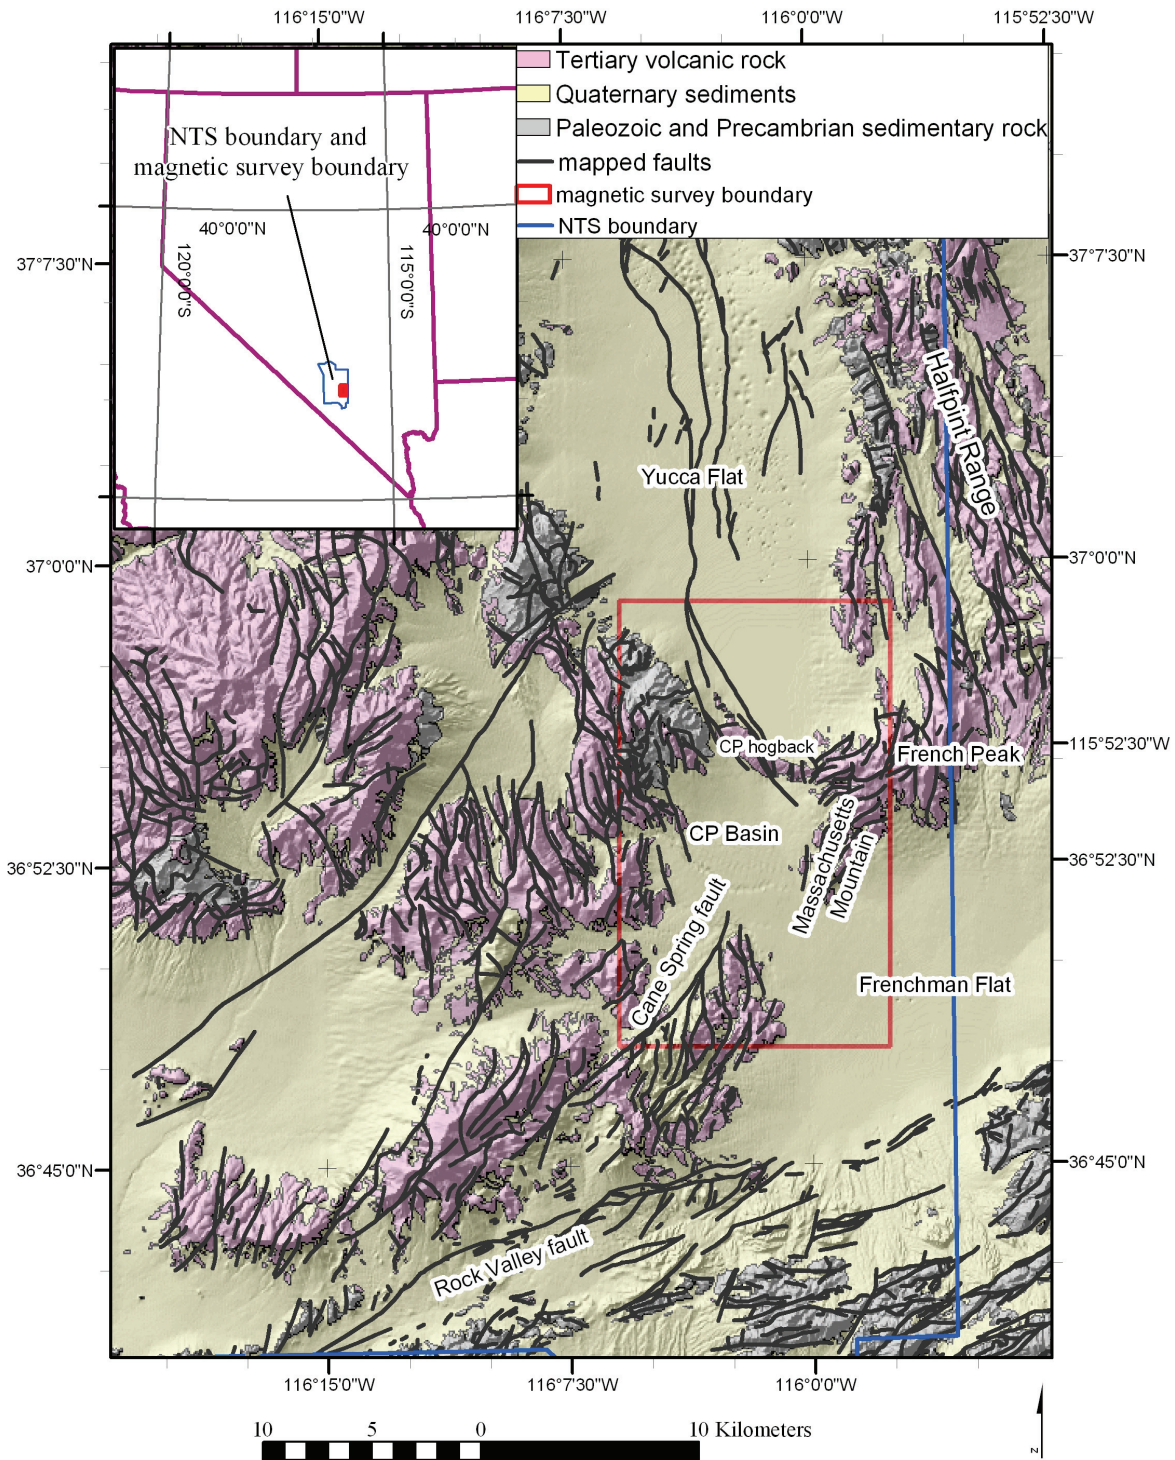 116°15'0"W
116°7'30"W
116°0'0"W
115°52'30"W
Tertiary volcanic rock
Quaternary sediments
Paleozoic and Precambrian sedimentary rock
mapped faults
magnetic survey boundary
NTS boundary
NTS boundary and
magnetic survey boundary
40°0'0"N
40°0'0"N
120°0'0"S
115°0'0"S
37°7'30"N
37°7'30"N
Halfpint Range
Yucca Flat
37°0'0"N
37°0'0"N
CP hogback
French Peak
115°52'30"W
CP Basin
Massachusetts
Mountain
36°52'30"N
36°52'30"N
Cane Spring fault
Frenchman Flat
36°45'0"N
36°45'0"N
Rock Valley fault
116°15'0"W
116°7'30"W
116°0'0"W
10 5 0 10 Kilometers
z